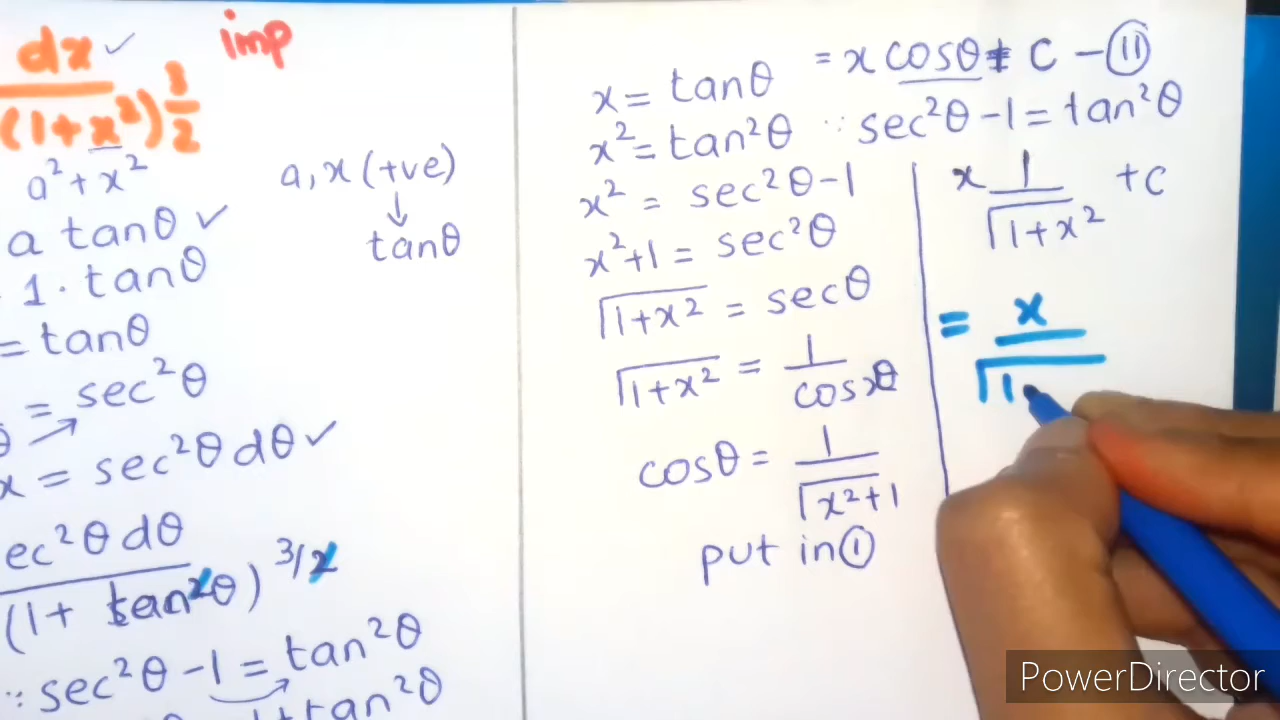 dx ✓ imp
(1+x²)^3/2
a²+x² a, x (+ve)
↓
tanθ
a tanθ ✓
1 · tanθ
= tanθ
= sec²θ
θ
x = sec²θ dθ ✓
ec²θ dθ
(1 + tan²θ)^3/2
∵ sec²θ -1 = tan²θ
tan²θ
x = tanθ
x² = tan²θ
x² = sec²θ -1
x²+1 = sec²θ
√1+x² = secθ
√1+x² = 1/cosθ
cosθ = 1/√x²+1
put in ①
= x cosθ + C - ⑪
∵ sec²θ -1 = tan²θ
x 1/√1+x² +c
= x/√1
PowerDirector